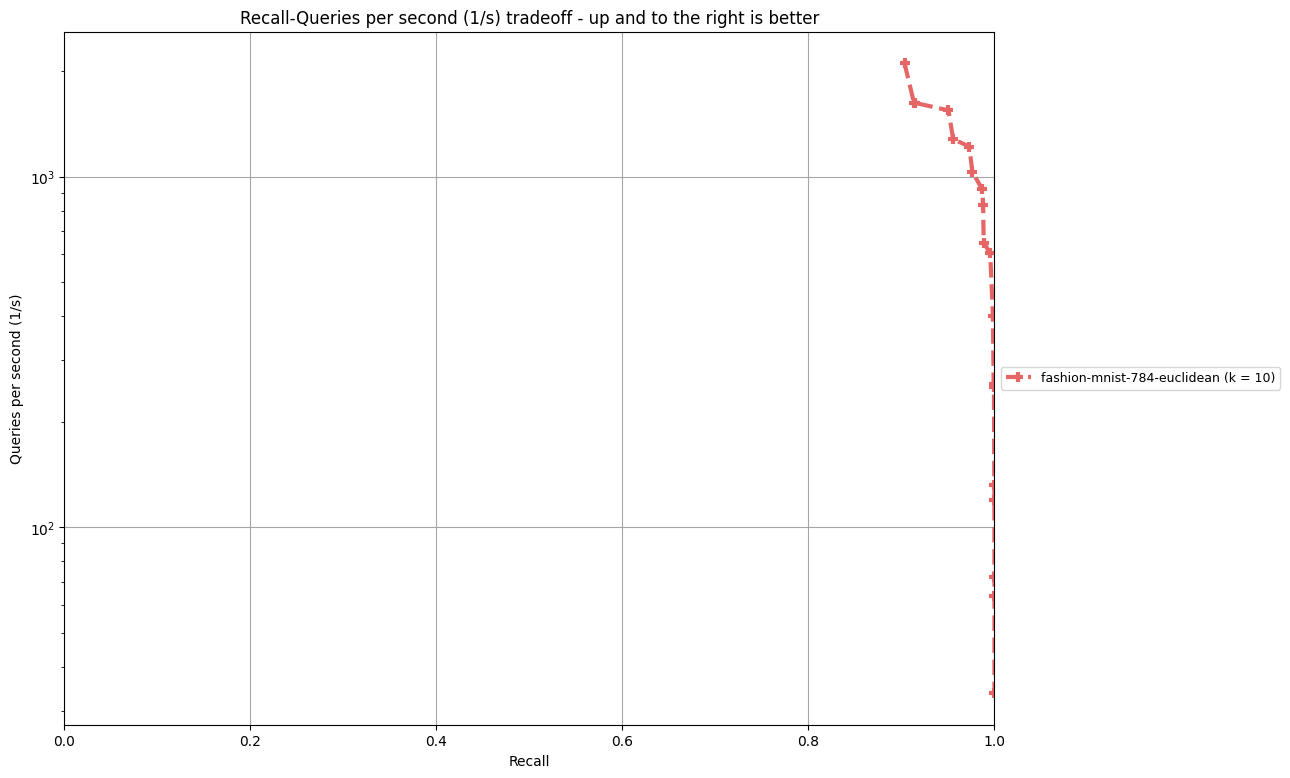 Recall-Queries per second (1/s) tradeoff - up and to the right is better
Queries per second (1/s)
10³
10²
fashion-mnist-784-euclidean (k = 10)
0.0 0.2 0.4 0.6 0.8 1.0
Recall